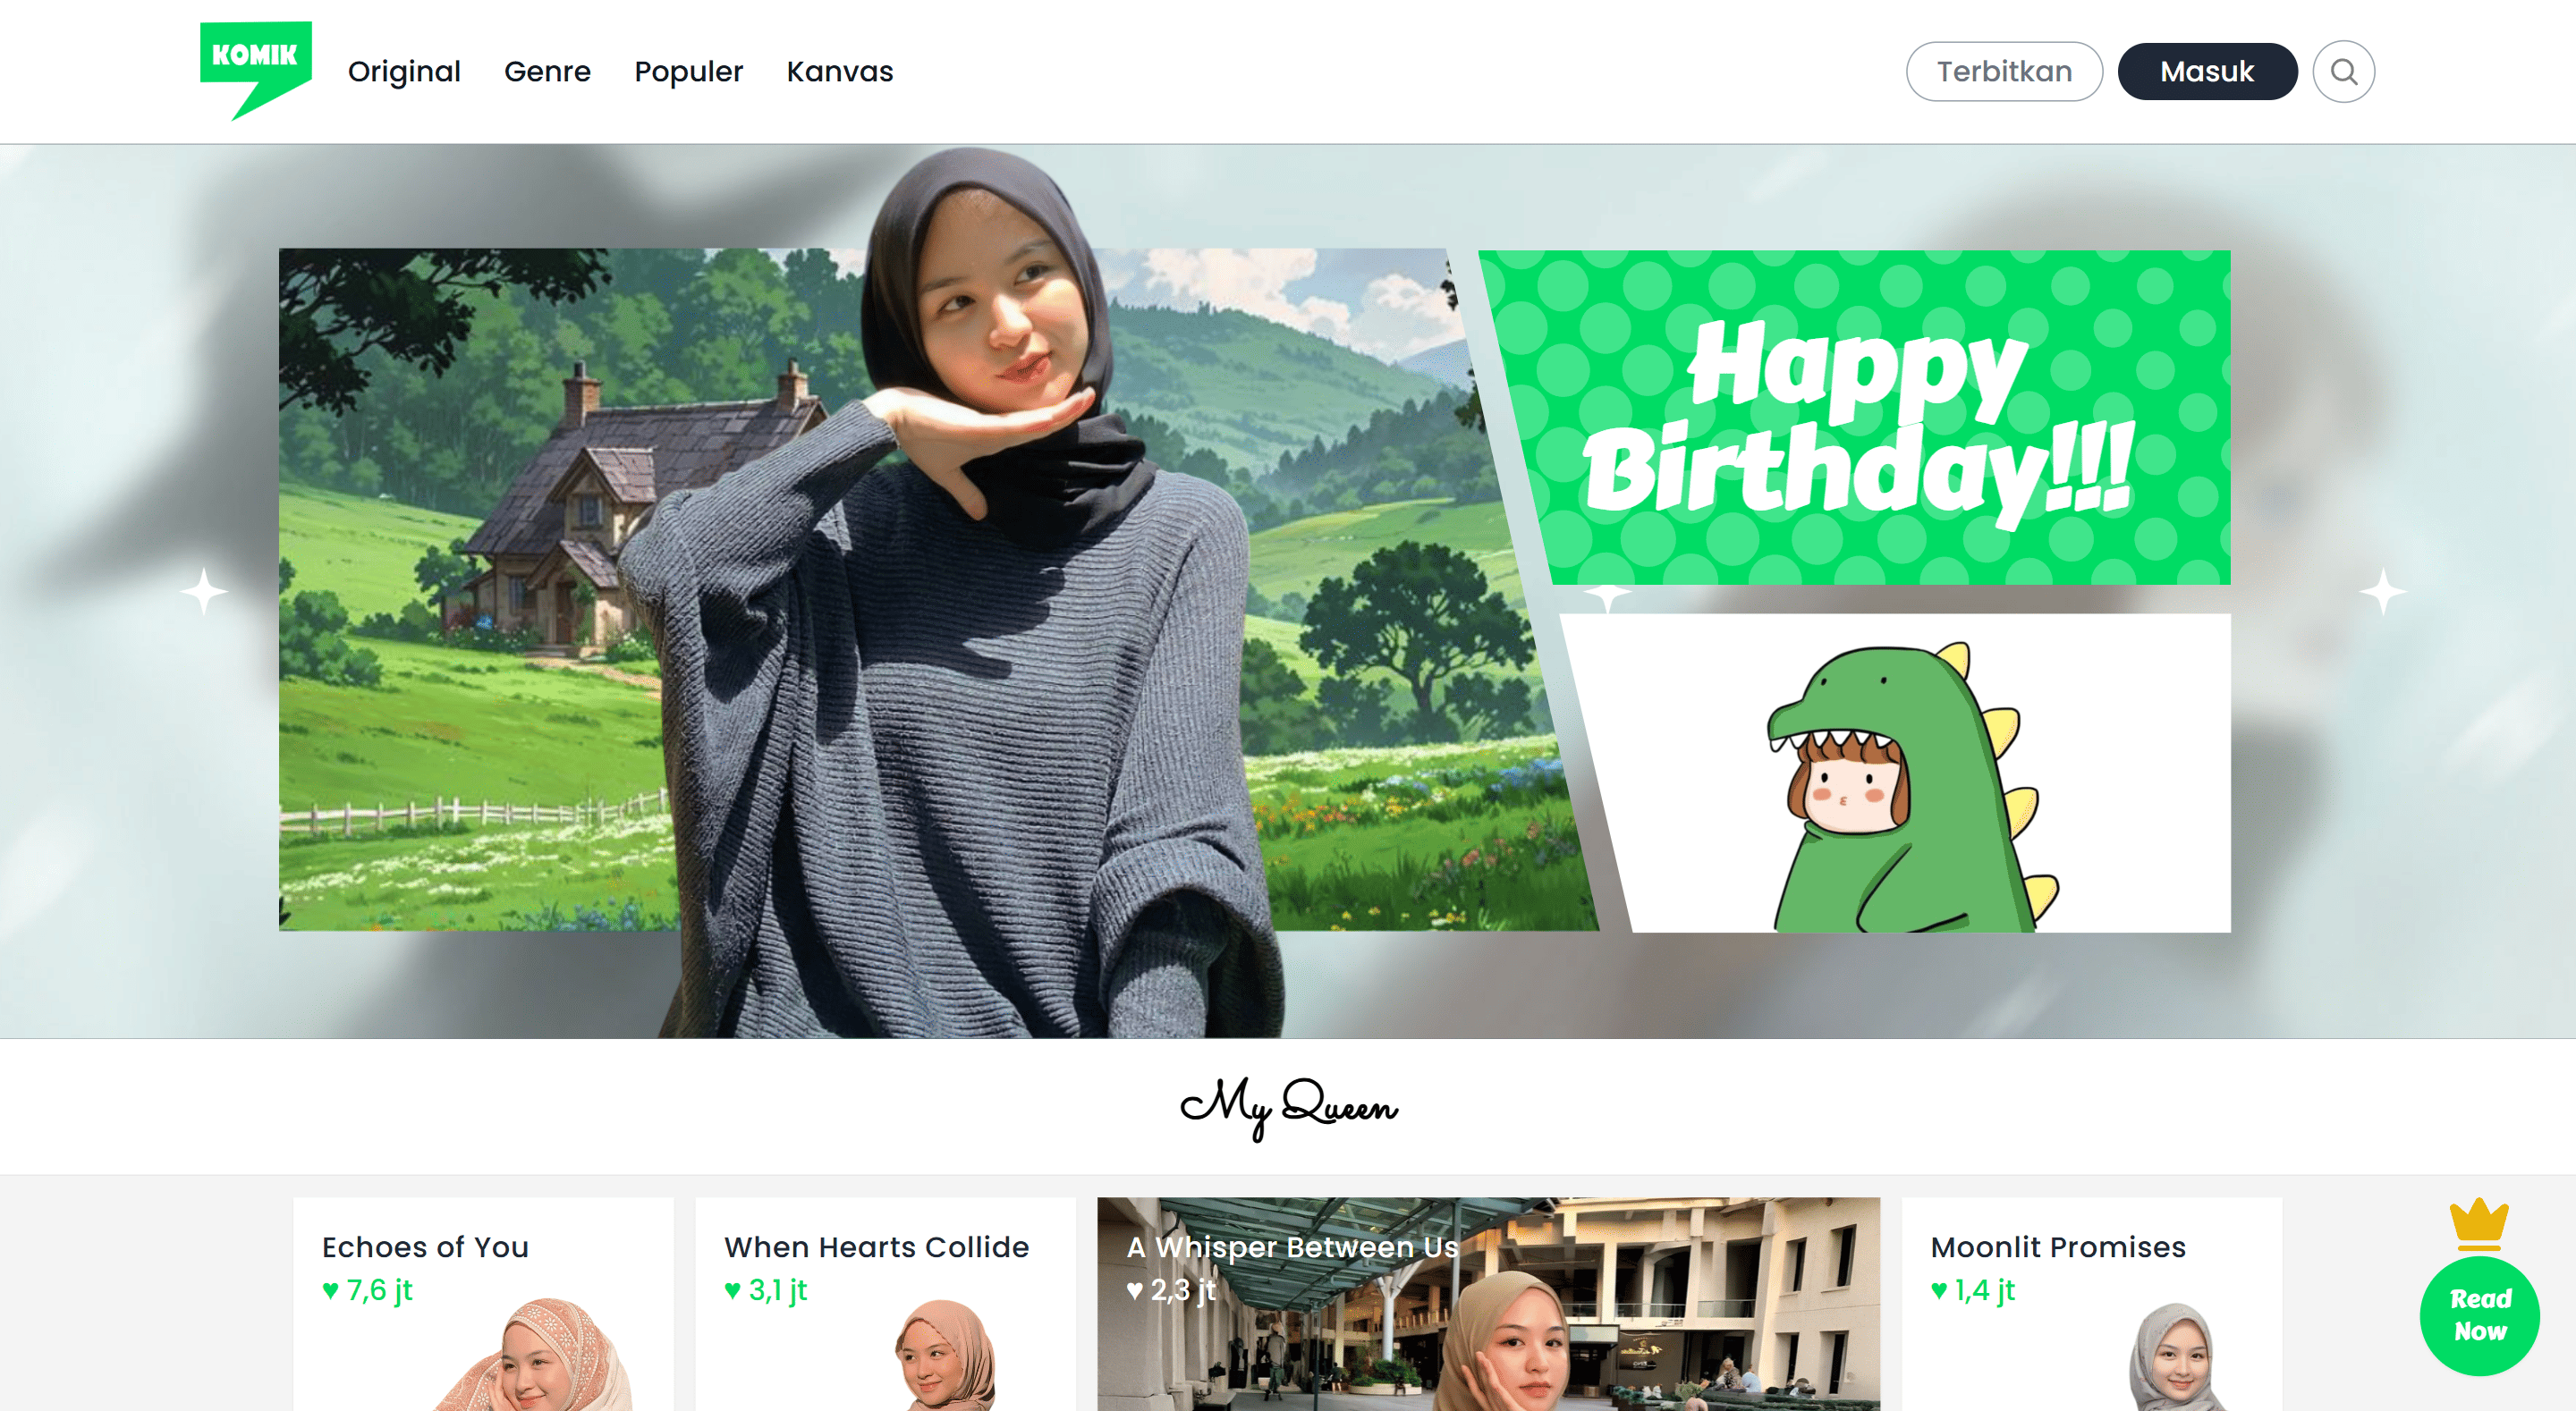 KOMIK
Original
Genre
Populer
Kanvas
Terbitkan
Masuk
Happy
Birthday!!!
My Queen
Echoes of You
♥ 7,6 jt
When Hearts Collide
♥ 3,1 jt
A Whisper Between Us
♥ 2,3 jt
Moonlit Promises
♥ 1,4 jt
Read
Now